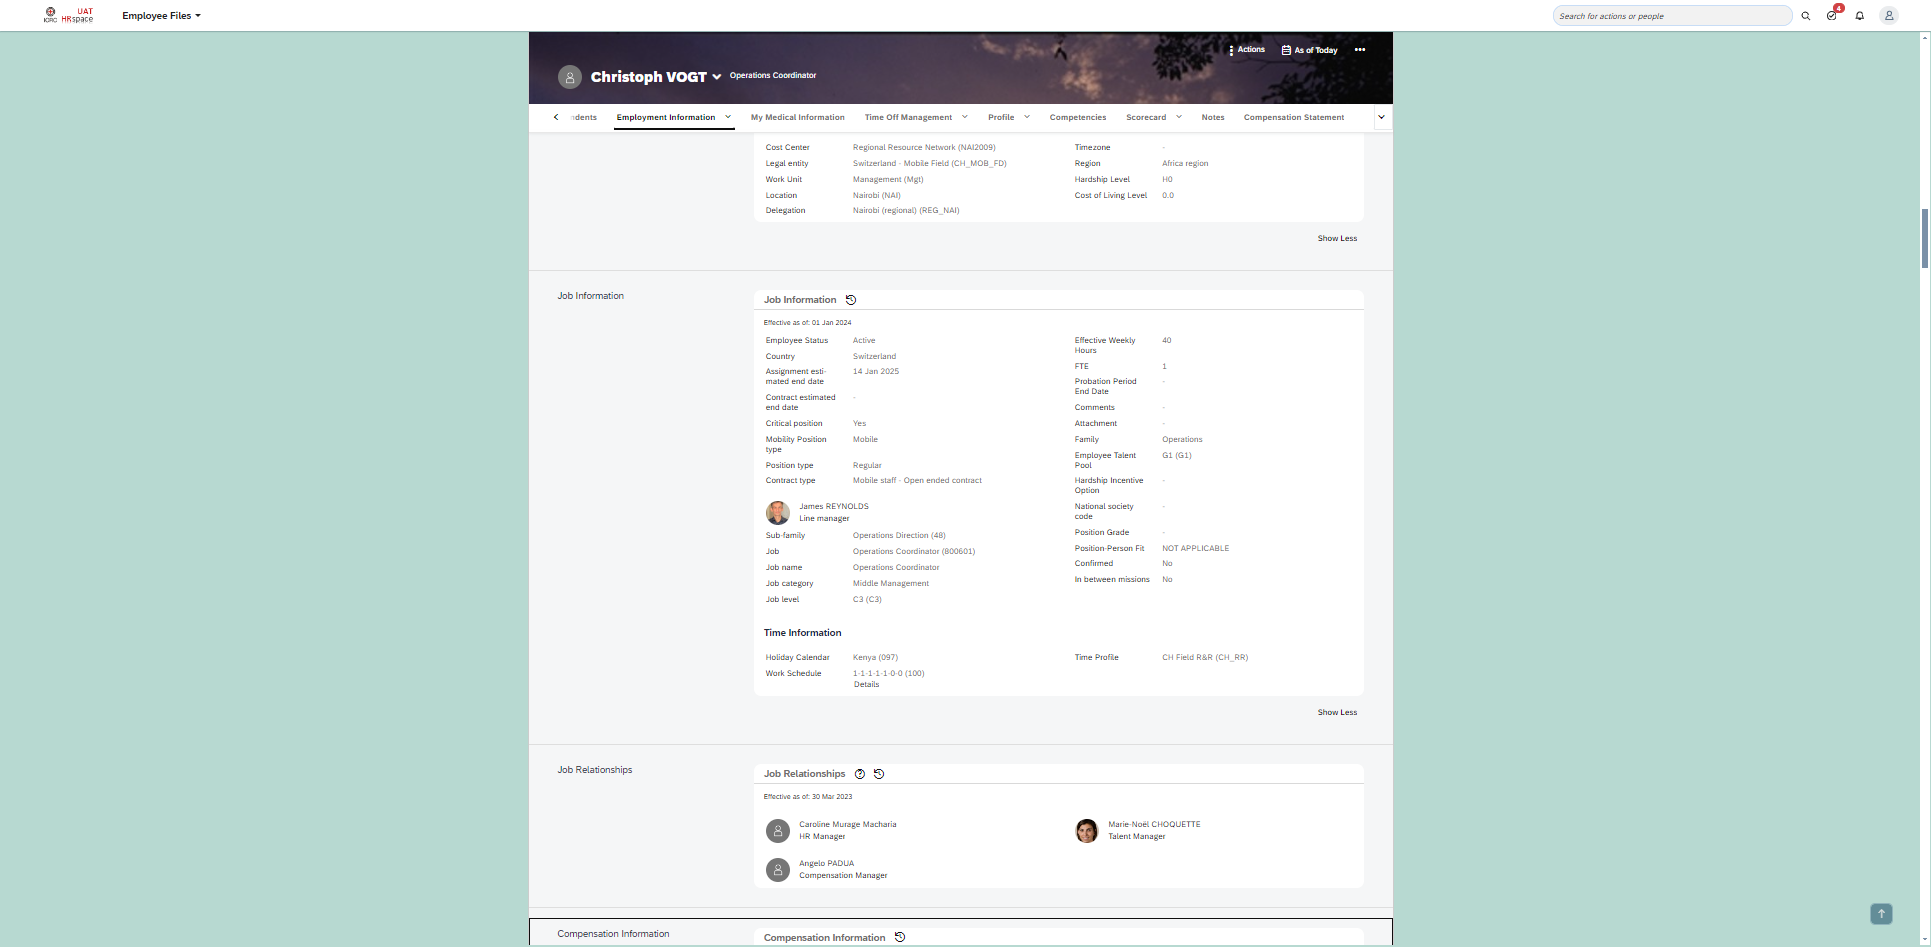 ICRC
UAT
HRspace
Employee Files
Search for actions or people
4
Actions
As of Today
Christoph VOGT
Operations Coordinator
ndents
Employment Information
My Medical Information
Time Off Management
Profile
Competencies
Scorecard
Notes
Compensation Statement
Cost Center
Regional Resource Network (NAI2009)
Legal entity
Switzerland - Mobile Field (CH_MOB_FD)
Work Unit
Management (Mgt)
Location
Nairobi (NAI)
Delegation
Nairobi (regional) (REG_NAI)
Timezone
-
Region
Africa region
Hardship Level
H0
Cost of Living Level
0.0
Show Less
Job Information
Job Information
Effective as of: 01 Jan 2024
Employee Status
Active
Country
Switzerland
Assignment esti-
mated end date
14 Jan 2025
Contract estimated
end date
-
Critical position
Yes
Mobility Position
type
Mobile
Position type
Regular
Contract type
Mobile staff - Open ended contract
James REYNOLDS
Line manager
Sub-family
Operations Direction (48)
Job
Operations Coordinator (800601)
Job name
Operations Coordinator
Job category
Middle Management
Job level
C3 (C3)
Effective Weekly
Hours
40
FTE
1
Probation Period
End Date
-
Comments
-
Attachment
-
Family
Operations
Employee Talent
Pool
G1 (G1)
Hardship Incentive
Option
-
National society
code
-
Position Grade
-
Position-Person Fit
NOT APPLICABLE
Confirmed
No
In between missions
No
Time Information
Holiday Calendar
Kenya (097)
Work Schedule
1-1-1-1-1-0-0 (100)
Details
Time Profile
CH Field R&R (CH_RR)
Show Less
Job Relationships
Job Relationships
Effective as of: 30 Mar 2023
Caroline Murage Macharia
HR Manager
Marie-Noël CHOQUETTE
Talent Manager
Angelo PADUA
Compensation Manager
Compensation Information
Compensation Information